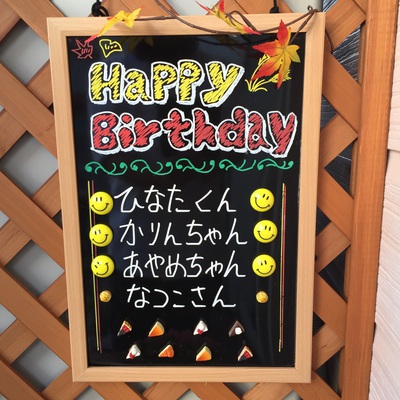 Happy
Birthday
ひなたくん
かりんちゃん
あやめちゃん
なつこさん